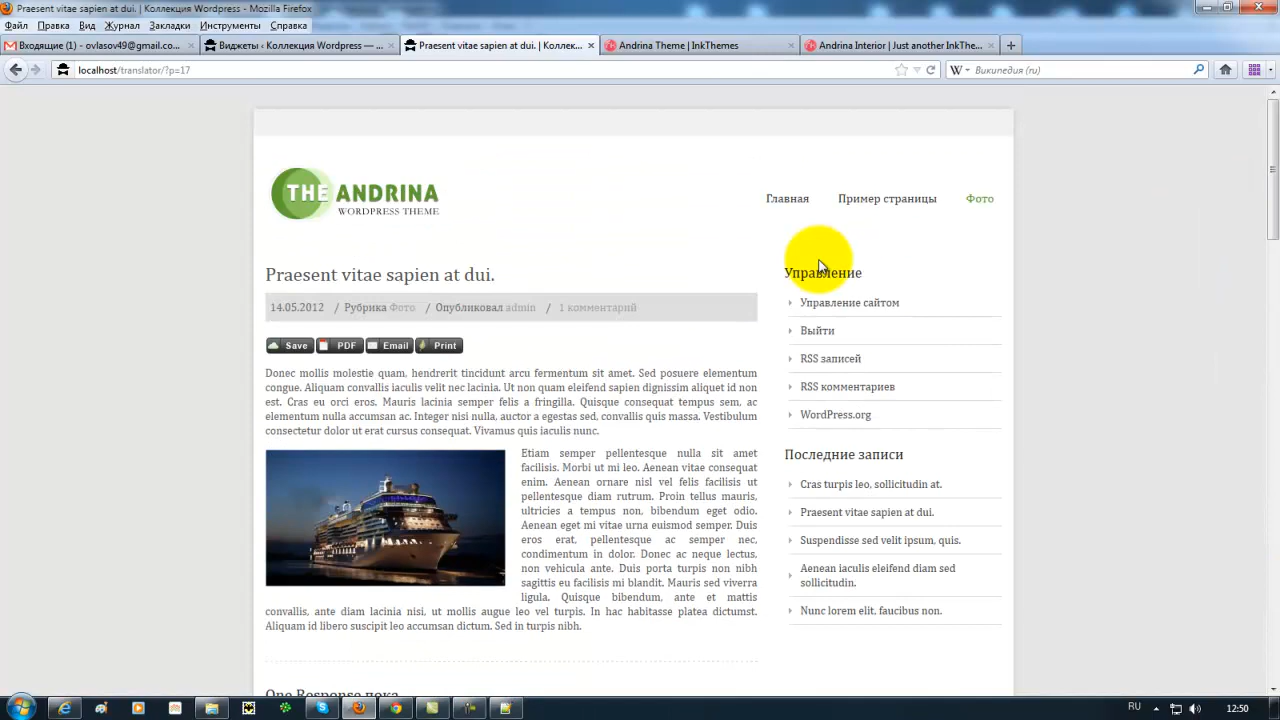 Praesent vitae sapien at dui. | Коллекция Wordpress - Mozilla Firefox
Файл Правка Вид Журнал Закладки Инструменты Справка
Входящие (1) - ovlasov49@gmail.co...
Виджеты ‹ Коллекция Wordpress — ...
Praesent vitae sapien at dui. | Коллек...
Andrina Theme | InkThemes
Andrina Interior | Just another InkThe...
localhost/translator/?p=17
W
Википедия (ru)
THE ANDRINA
WORDPRESS THEME
Главная Пример страницы Фото
Praesent vitae sapien at dui.
14.05.2012 / Рубрика Фото / Опубликовал admin / 1 комментарий
Save PDF Email Print
Donec mollis molestie quam, hendrerit tincidunt arcu fermentum sit amet. Sed posuere elementum
congue. Aliquam convallis iaculis velit nec lacinia. Ut non quam eleifend sapien dignissim aliquet id non
est. Cras eu orci eros. Mauris lacinia semper felis a fringilla. Quisque consequat tempus sem, ac
elementum nulla accumsan ac. Integer nisi nulla, auctor a egestas sed, convallis quis massa. Vestibulum
consectetur dolor ut erat cursus consequat. Vivamus quis iaculis nunc.
Etiam semper pellentesque nulla sit amet
facilisis. Morbi ut mi leo. Aenean vitae consequat
enim. Aenean ornare nisl vel felis facilisis ut
pellentesque diam rutrum. Proin tellus mauris,
ultricies a tempus non, bibendum eget odio.
Aenean eget mi vitae urna euismod semper. Duis
eros erat, pellentesque ac semper nec,
condimentum in dolor. Donec ac neque lectus,
non vehicula ante. Duis porta turpis non nibh
sagittis eu facilisis mi blandit. Mauris sed viverra
ligula. Quisque bibendum, ante et mattis
convallis, ante diam lacinia nisi, ut mollis augue leo vel turpis. In hac habitasse platea dictumst.
Aliquam id libero suscipit leo accumsan dictum. Sed in turpis nibh.
One Response пока
Управление
Управление сайтом
Выйти
RSS записей
RSS комментариев
WordPress.org
Последние записи
Cras turpis leo, sollicitudin at.
Praesent vitae sapien at dui.
Suspendisse sed velit ipsum, quis.
Aenean iaculis eleifend diam sed
sollicitudin.
Nunc lorem elit, faucibus non.
RU
12:50